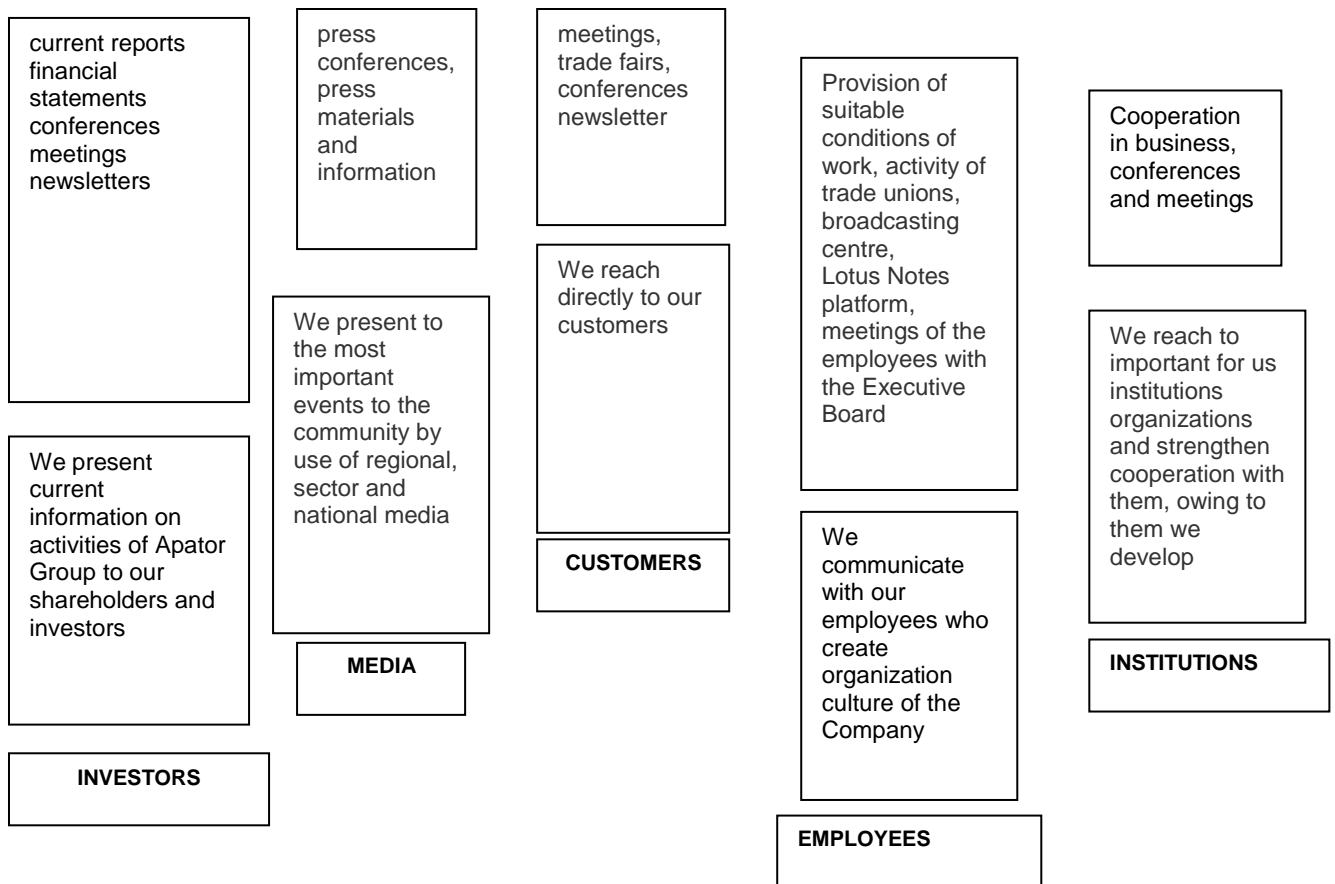 current reports
financial
statements
conferences
meetings
newsletters
We present
current
information on
activities of Apator
Group to our
shareholders and
investors
INVESTORS
press
conferences,
press
materials
and
information
We present to
the most
important
events to the
community by
use of regional,
sector and
national media
MEDIA
meetings,
trade fairs,
conferences
newsletter
We reach
directly to our
customers
CUSTOMERS
Provision of
suitable
conditions of
work, activity of
trade unions,
broadcasting
centre,
Lotus Notes
platform,
meetings of the
employees with
the Executive
Board
We
communicate
with our
employees who
create
organization
culture of the
Company
EMPLOYEES
Cooperation
in business,
conferences
and meetings
We reach to
important for us
institutions
organizations
and strengthen
cooperation with
them, owing to
them we
develop
INSTITUTIONS